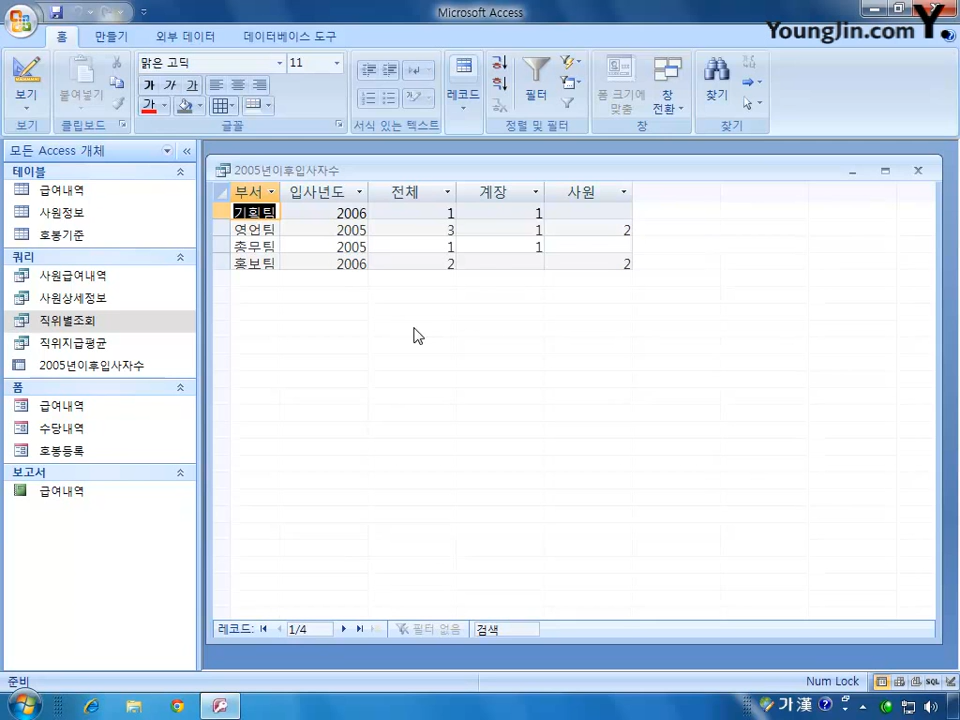 Microsoft Access
YoungJin.com Y.
홈 만들기 외부 데이터 데이터베이스 도구
맑은 고딕 11
보기 붙여넣기 가 가 가 레코드 필터 폼 크기에 맞춤 창 전환 찾기
보기 클립보드 글꼴 서식 있는 텍스트 정렬 및 필터 창 찾기
모든 Access 개체
테이블
급여내역
사원정보
호봉기준
쿼리
사원급여내역
사원상세정보
직위별조회
직위지급평균
2005년이후입사자수
폼
급여내역
수당내역
호봉등록
보고서
급여내역
2005년이후입사자수
부서 입사년도 전체 계장 사원
기획팀 2006 1 1
영업팀 2005 3 1 2
총무팀 2005 1 1
홍보팀 2006 2 2
레코드: 1/4 필터 없음 검색
준비 Num Lock SQL
가 漢